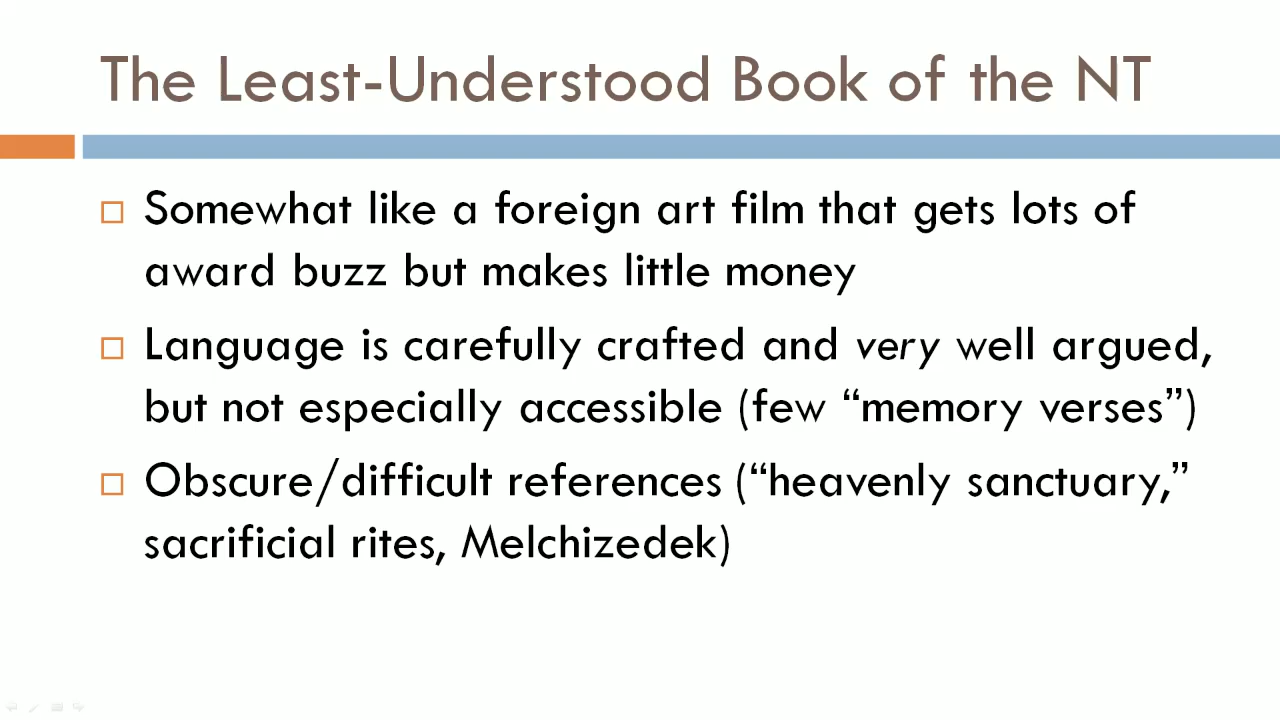 The Least-Understood Book of the NT
Somewhat like a foreign art film that gets lots of
award buzz but makes little money
Language is carefully crafted and very well argued,
but not especially accessible (few “memory verses”)
Obscure/difficult references (“heavenly sanctuary,”
sacrificial rites, Melchizedek)